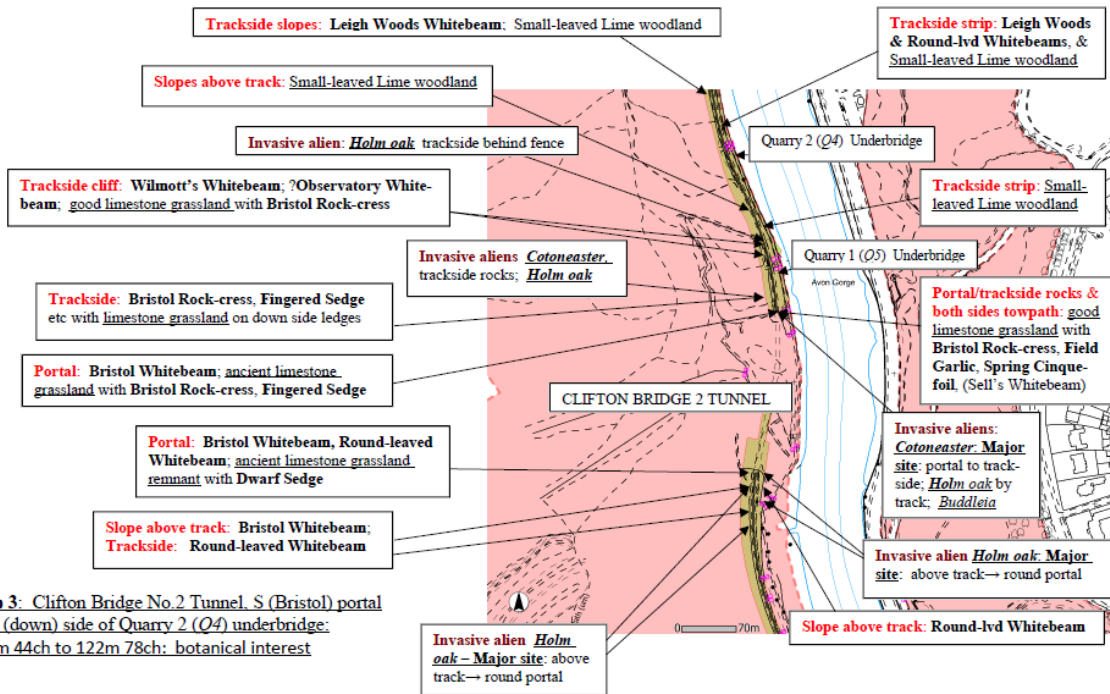 Trackside slopes: Leigh Woods Whitebeam; Small-leaved Lime woodland
Trackside strip: Leigh Woods
& Round-lvd Whitebeams, &
Small-leaved Lime woodland
Slopes above track: Small-leaved Lime woodland
Invasive alien: Holm oak trackside behind fence
Quarry 2 (Q4) Underbridge
Trackside cliff: Wilmott's Whitebeam; ?Observatory White-
beam; good limestone grassland with Bristol Rock-cress
Trackside strip: Small-
leaved Lime woodland
Invasive aliens Cotoneaster,
trackside rocks; Holm oak
Quarry 1 (Q5) Underbridge
Avon Gorge
Trackside: Bristol Rock-cress, Fingered Sedge
etc with limestone grassland on down side ledges
Portal/trackside rocks &
both sides towpath: good
limestone grassland with
Bristol Rock-cress, Field
Garlic, Spring Cinque-
foil, (Sell's Whitebeam)
Portal: Bristol Whitebeam; ancient limestone
grassland with Bristol Rock-cress, Fingered Sedge
CLIFTON BRIDGE 2 TUNNEL
Invasive aliens:
Cotoneaster: Major
site: portal to track-
side; Holm oak by
track; Buddleia
Portal: Bristol Whitebeam, Round-leaved
Whitebeam; ancient limestone grassland
remnant with Dwarf Sedge
Slope above track: Bristol Whitebeam;
Trackside: Round-leaved Whitebeam
Invasive alien Holm oak: Major
site: above track→ round portal
3: Clifton Bridge No.2 Tunnel, S (Bristol) portal
(down) side of Quarry 2 (Q4) underbridge:
44ch to 122m 78ch: botanical interest
0 70m
Slope above track: Round-lvd Whitebeam
Invasive alien Holm
oak – Major site: above
track→ round portal